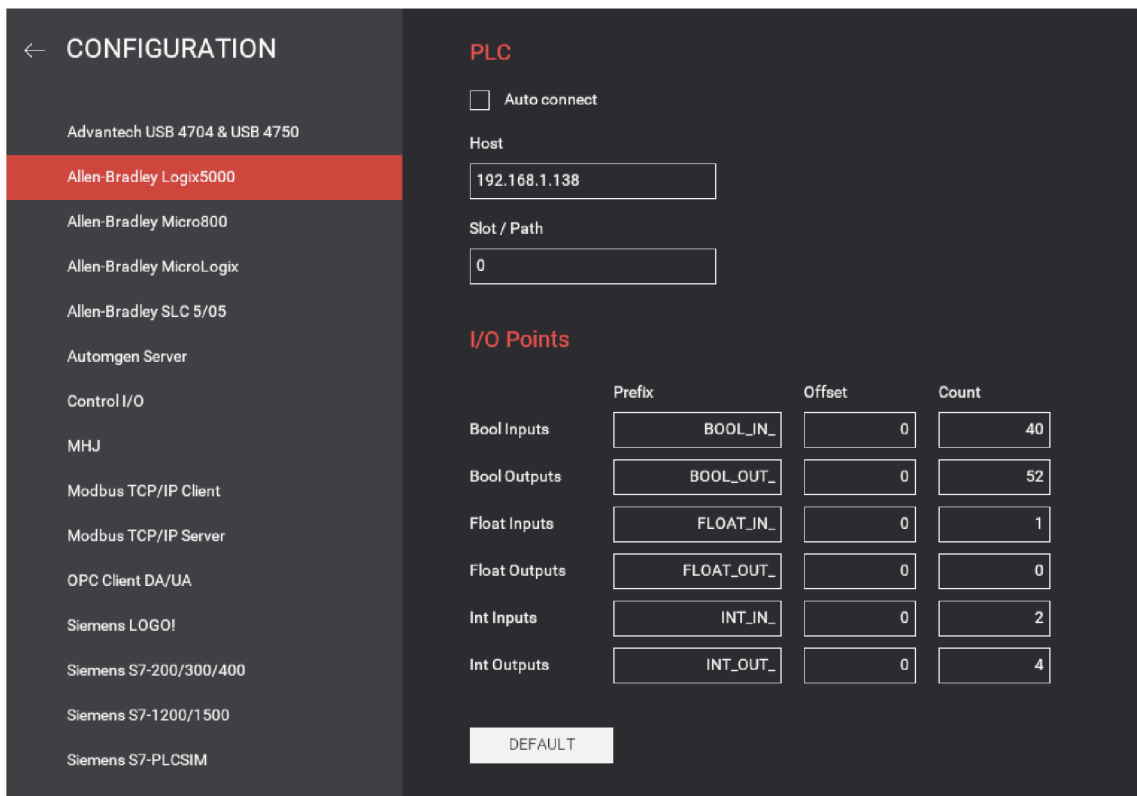 ← CONFIGURATION
Advantech USB 4704 & USB 4750
Allen-Bradley Logix5000
Allen-Bradley Micro800
Allen-Bradley MicroLogix
Allen-Bradley SLC 5/05
Automgen Server
Control I/O
MHJ
Modbus TCP/IP Client
Modbus TCP/IP Server
OPC Client DA/UA
Siemens LOGO!
Siemens S7-200/300/400
Siemens S7-1200/1500
Siemens S7-PLCSIM
PLC
Auto connect
Host
192.168.1.138
Slot / Path
0
I/O Points
Prefix Offset Count
Bool Inputs BOOL_IN_ 0 40
Bool Outputs BOOL_OUT_ 0 52
Float Inputs FLOAT_IN_ 0 1
Float Outputs FLOAT_OUT_ 0 0
Int Inputs INT_IN_ 0 2
Int Outputs INT_OUT_ 0 4
DEFAULT